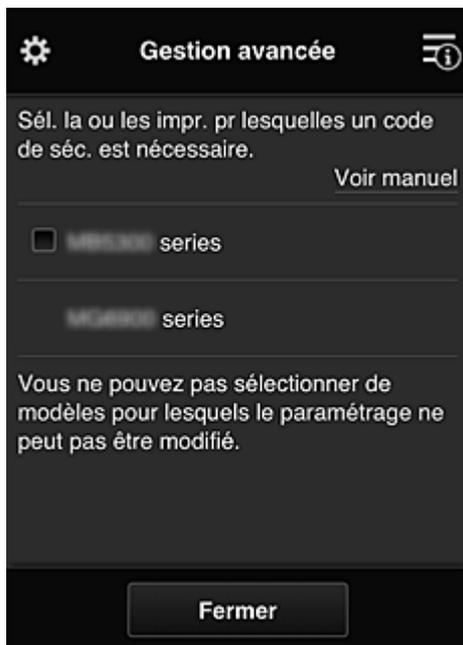 Gestion avancée
Sél. la ou les impr. pr lesquelles un code
de séc. est nécessaire.
Voir manuel
series
series
Vous ne pouvez pas sélectionner de
modèles pour lesquels le paramétrage ne
peut pas être modifié.
Fermer